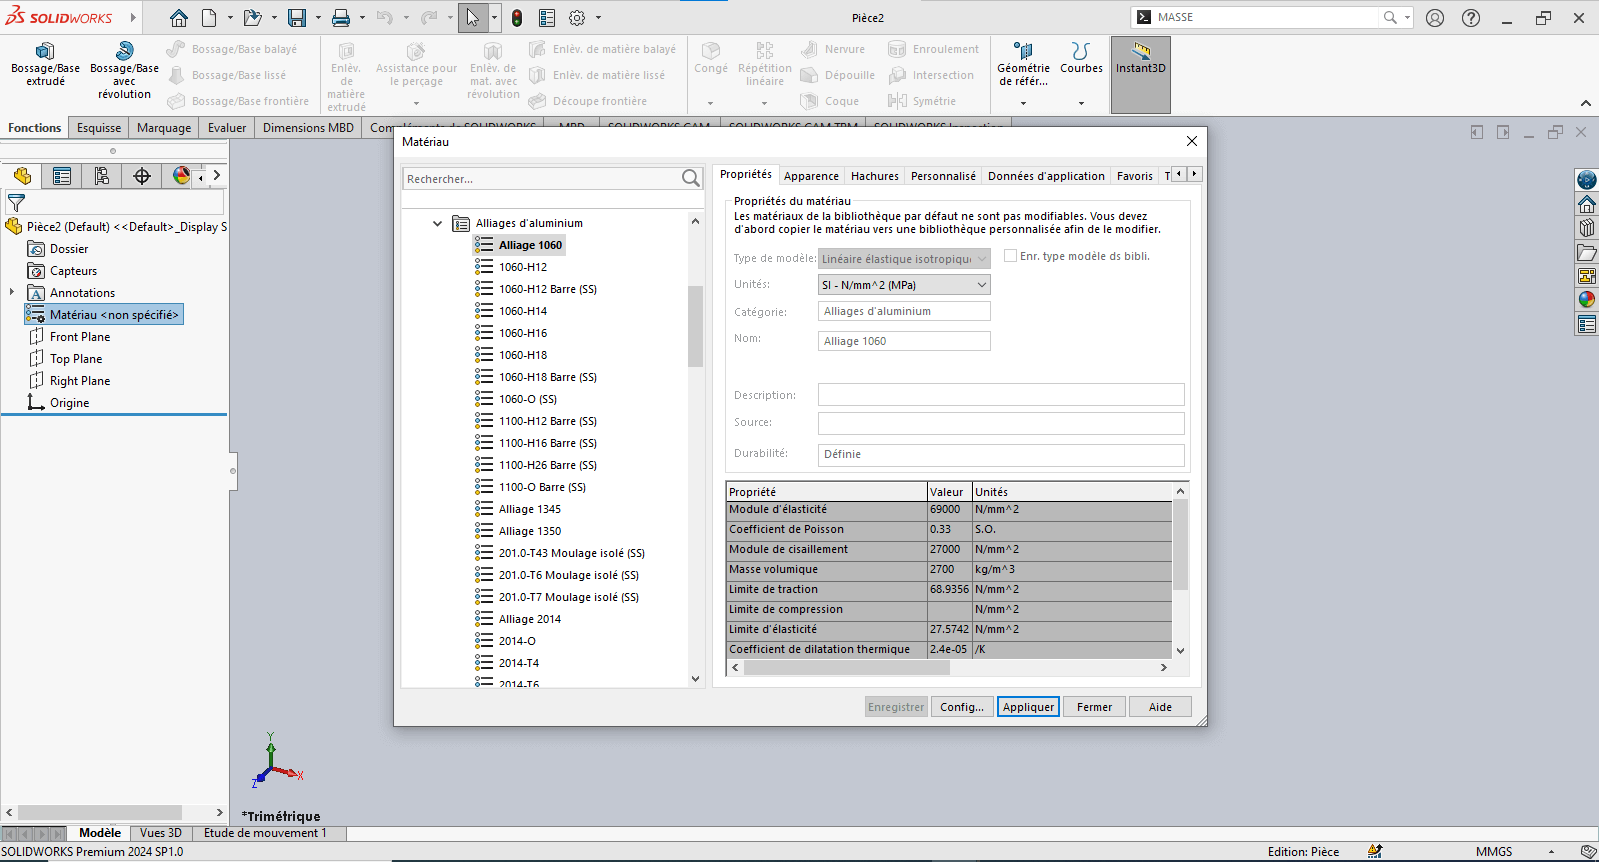 SOLIDWORKS
Pièce2
MASSE
Bossage/Base extrudé
Bossage/Base avec révolution
Bossage/Base balayé
Bossage/Base lissé
Bossage/Base frontière
Enlèv. de matière extrudé
Assistance pour le perçage
Enlèv. de mat. avec révolution
Enlèv. de matière balayé
Enlèv. de matière lissé
Découpe frontière
Congé
Répétition linéaire
Nervure
Dépouille
Coque
Enroulement
Intersection
Symétrie
Géométrie de référ...
Courbes
Instant3D
Fonctions
Esquisse
Marquage
Evaluer
Dimensions MBD
Compléments de SOLIDWORKS
MBD
SOLIDWORKS CAM
SOLIDWORKS CAM TBM
SOLIDWORKS Inspection
Pièce2 (Default) <<Default>_Display S
Dossier
Capteurs
Annotations
Matériau <non spécifié>
Front Plane
Top Plane
Right Plane
Origine
Matériau
Rechercher...
Alliages d'aluminium
Alliage 1060
1060-H12
1060-H12 Barre (SS)
1060-H14
1060-H16
1060-H18
1060-H18 Barre (SS)
1060-O (SS)
1100-H12 Barre (SS)
1100-H16 Barre (SS)
1100-H26 Barre (SS)
1100-O Barre (SS)
Alliage 1345
Alliage 1350
201.0-T43 Moulage isolé (SS)
201.0-T6 Moulage isolé (SS)
201.0-T7 Moulage isolé (SS)
Alliage 2014
2014-O
2014-T4
2014-T6
Propriétés
Apparence
Hachures
Personnalisé
Données d'application
Favoris
T
Propriétés du matériau
Les matériaux de la bibliothèque par défaut ne sont pas modifiables. Vous devez
d'abord copier le matériau vers une bibliothèque personnalisée afin de le modifier.
Type de modèle: Linéaire élastique isotropique
Enr. type modèle ds bibli.
Unités: SI - N/mm^2 (MPa)
Catégorie: Alliages d'aluminium
Nom: Alliage 1060
Description:
Source:
Durabilité: Définie
Propriété Valeur Unités
Module d'élasticité 69000 N/mm^2
Coefficient de Poisson 0.33 S.O.
Module de cisaillement 27000 N/mm^2
Masse volumique 2700 kg/m^3
Limite de traction 68.9356 N/mm^2
Limite de compression N/mm^2
Limite d'élasticité 27.5742 N/mm^2
Coefficient de dilatation thermique 2.4e-05 /K
Enregistrer
Config...
Appliquer
Fermer
Aide
Y
X
Z
*Trimétrique
Modèle
Vues 3D
Etude de mouvement 1
SOLIDWORKS Premium 2024 SP1.0
Edition: Pièce
MMGS